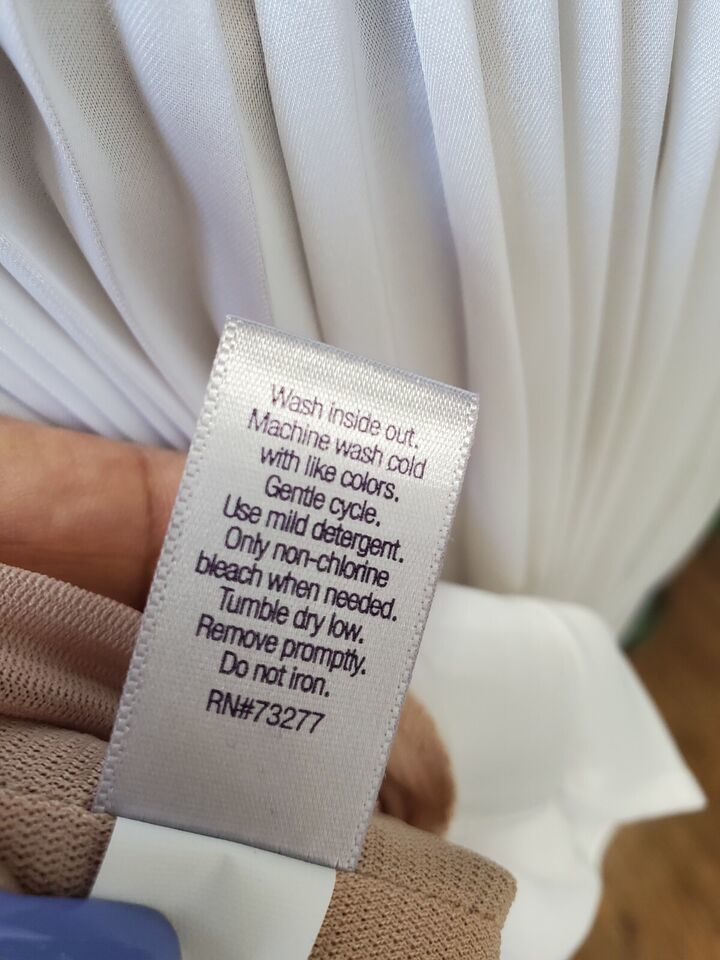 Wash inside out.
Machine wash cold
with like colors.
Gentle cycle.
Use mild detergent.
Only non-chlorine
bleach when needed.
Tumble dry low.
Remove promptly.
Do not iron.
RN#73277